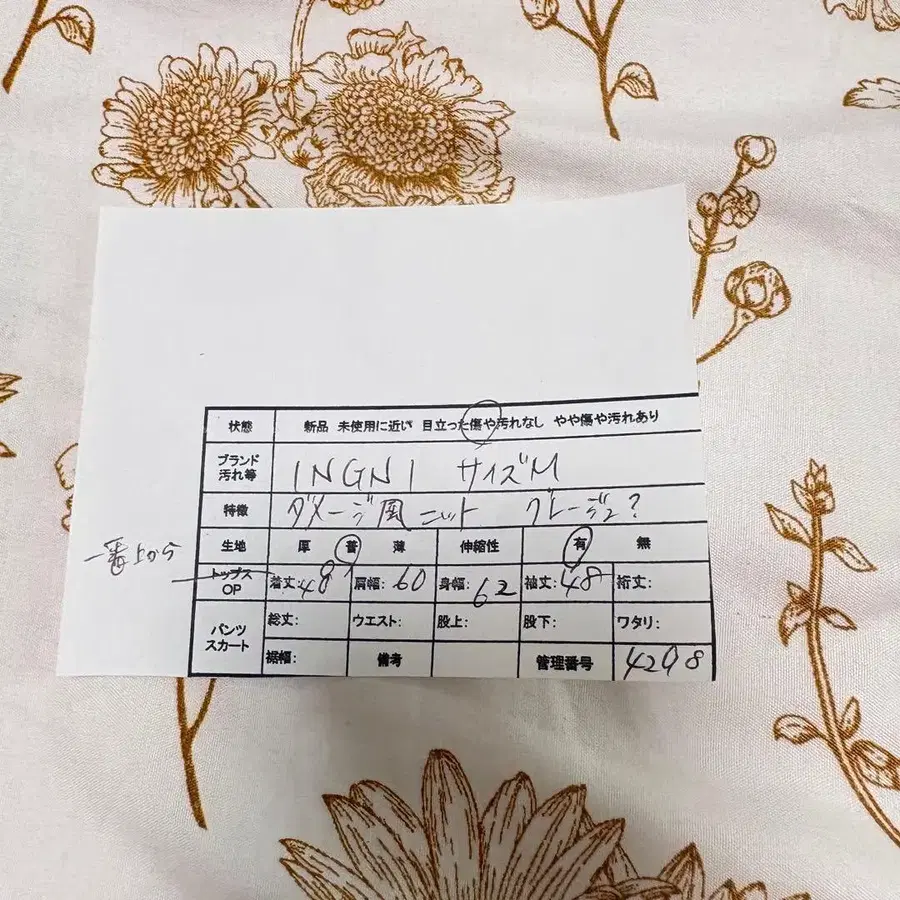 状態 新品 未使用に近い 目立った傷や汚れなし やや傷や汚れあり
ブランド
汚れ等 INGNI サイズM
特徴 ダメージ風ニット グレージュ?
生地 厚 普 薄 伸縮性 有 無
一番上から
トップス
OP 着丈:48 肩幅:60 身幅:62 袖丈:48 裄丈:
パンツ
スカート 総丈: ウエスト: 股上: 股下: ワタリ:
裾幅: 備考 管理番号 4298